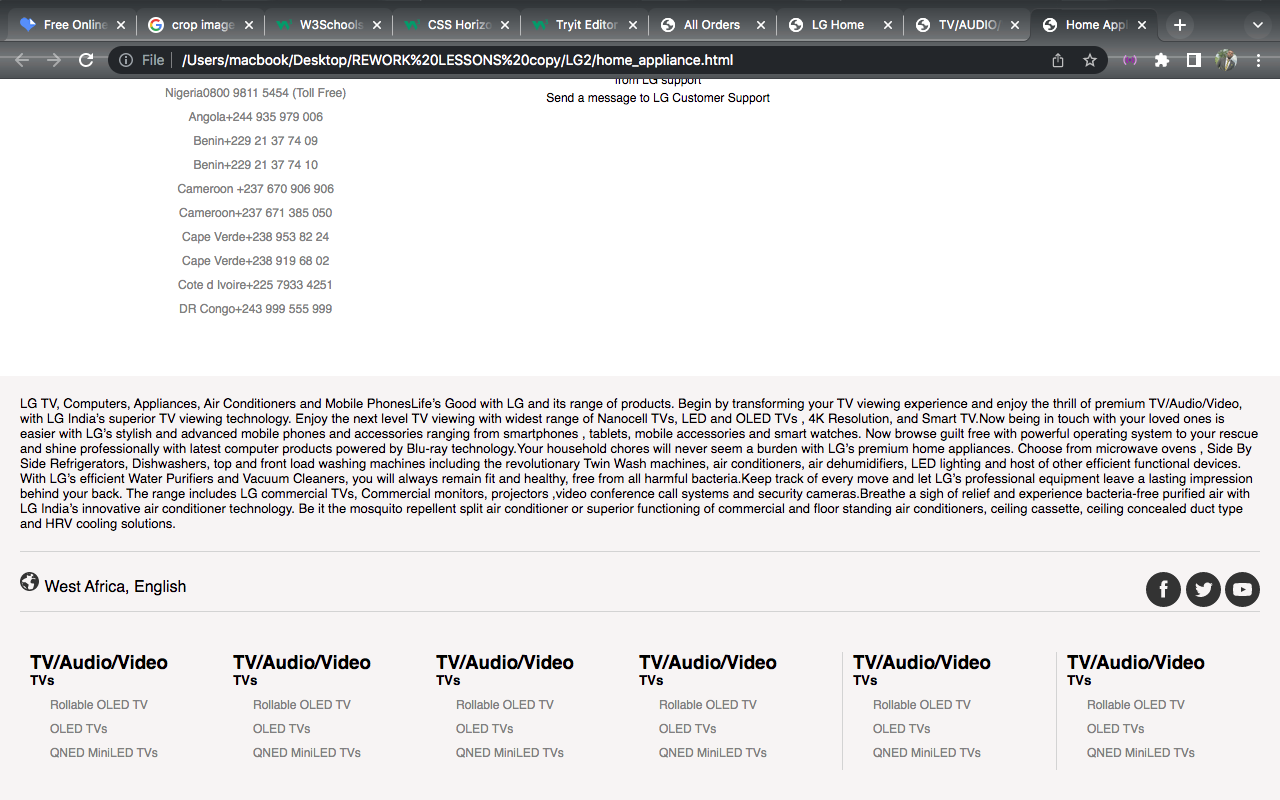 Free Online
crop image
W3Schools
CSS Horizo
Tryit Editor
All Orders
LG Home
TV/AUDIO/
Home Appl
File
/Users/macbook/Desktop/REWORK%20LESSONS%20copy/LG2/home_appliance.html
from LG support
Nigeria0800 9811 5454 (Toll Free)
Send a message to LG Customer Support
Angola+244 935 979 006
Benin+229 21 37 74 09
Benin+229 21 37 74 10
Cameroon +237 670 906 906
Cameroon+237 671 385 050
Cape Verde+238 953 82 24
Cape Verde+238 919 68 02
Cote d Ivoire+225 7933 4251
DR Congo+243 999 555 999
LG TV, Computers, Appliances, Air Conditioners and Mobile PhonesLife's Good with LG and its range of products. Begin by transforming your TV viewing experience and enjoy the thrill of premium TV/Audio/Video,
with LG India's superior TV viewing technology. Enjoy the next level TV viewing with widest range of Nanocell TVs, LED and OLED TVs , 4K Resolution, and Smart TV.Now being in touch with your loved ones is
easier with LG's stylish and advanced mobile phones and accessories ranging from smartphones , tablets, mobile accessories and smart watches. Now browse guilt free with powerful operating system to your rescue
and shine professionally with latest computer products powered by Blu-ray technology.Your household chores will never seem a burden with LG's premium home appliances. Choose from microwave ovens , Side By
Side Refrigerators, Dishwashers, top and front load washing machines including the revolutionary Twin Wash machines, air conditioners, air dehumidifiers, LED lighting and host of other efficient functional devices.
With LG's efficient Water Purifiers and Vacuum Cleaners, you will always remain fit and healthy, free from all harmful bacteria.Keep track of every move and let LG's professional equipment leave a lasting impression
behind your back. The range includes LG commercial TVs, Commercial monitors, projectors ,video conference call systems and security cameras.Breathe a sigh of relief and experience bacteria-free purified air with
LG India's innovative air conditioner technology. Be it the mosquito repellent split air conditioner or superior functioning of commercial and floor standing air conditioners, ceiling cassette, ceiling concealed duct type
and HRV cooling solutions.
West Africa, English
TV/Audio/Video
TVs
Rollable OLED TV
OLED TVs
QNED MiniLED TVs
TV/Audio/Video
TVs
Rollable OLED TV
OLED TVs
QNED MiniLED TVs
TV/Audio/Video
TVs
Rollable OLED TV
OLED TVs
QNED MiniLED TVs
TV/Audio/Video
TVs
Rollable OLED TV
OLED TVs
QNED MiniLED TVs
TV/Audio/Video
TVs
Rollable OLED TV
OLED TVs
QNED MiniLED TVs
TV/Audio/Video
TVs
Rollable OLED TV
OLED TVs
QNED MiniLED TVs